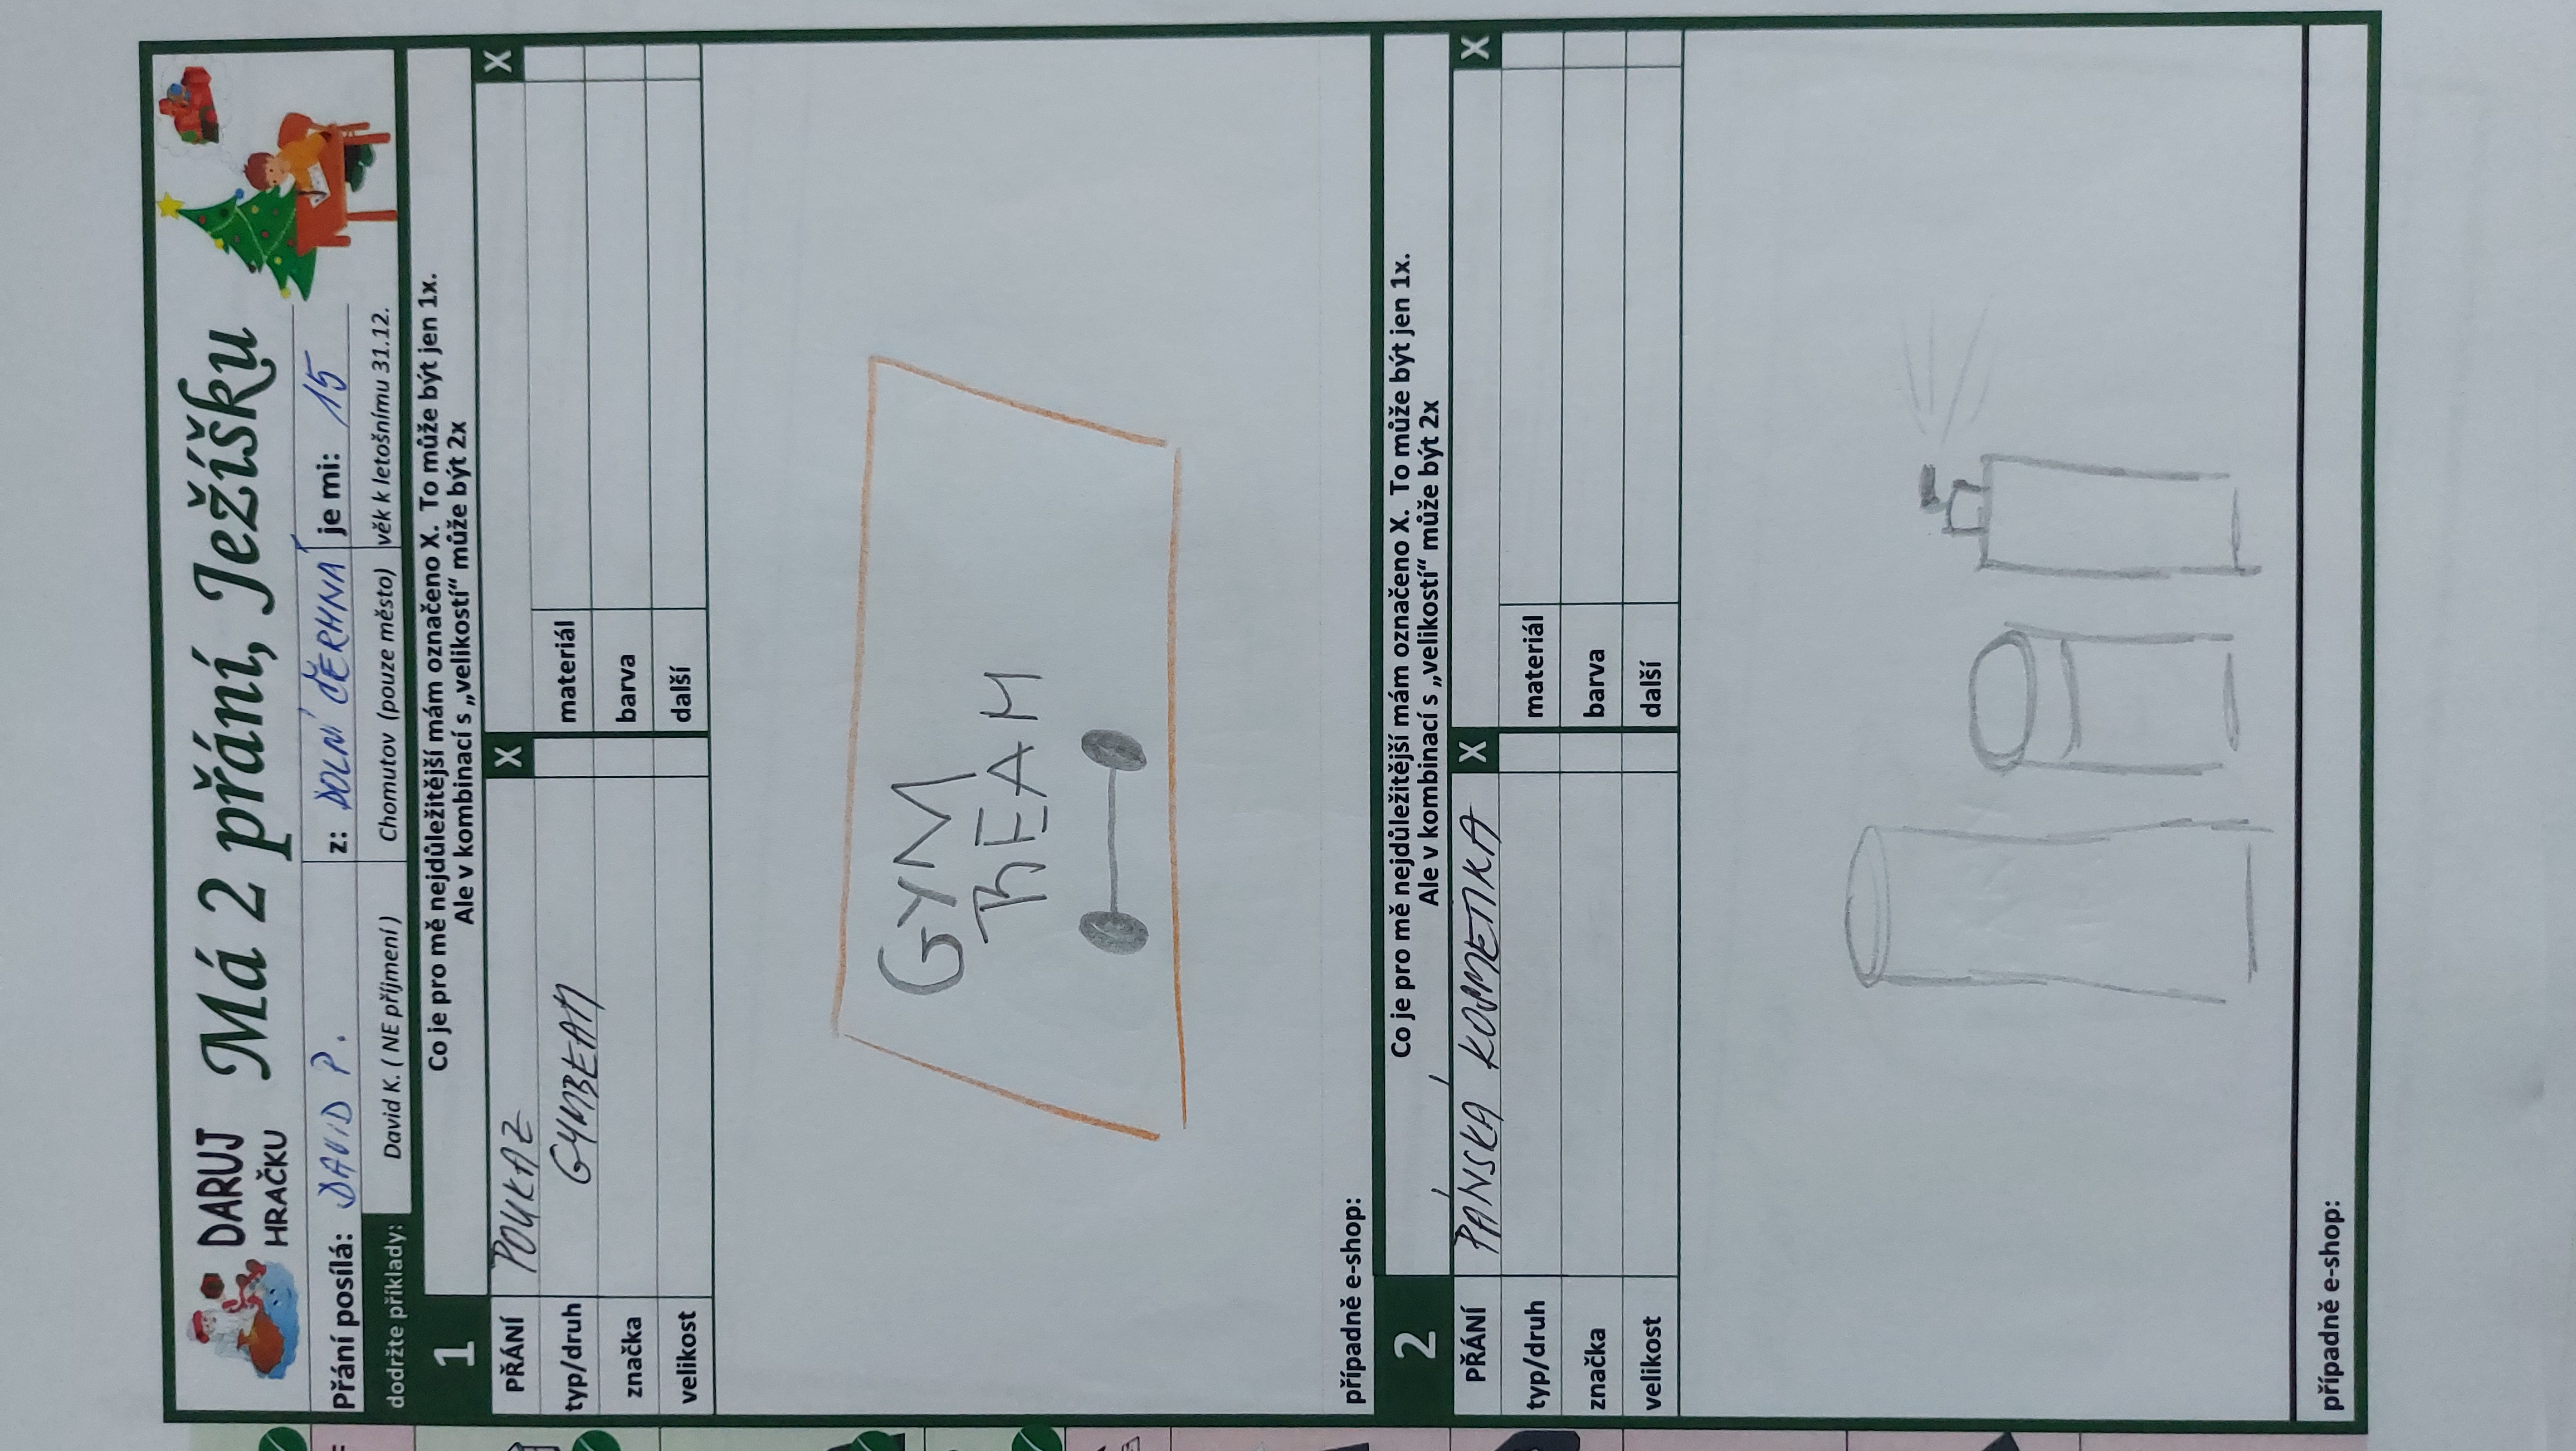 DARUJ
HRAČKU
Má 2 přání, Ježíšku
Přání posílá: DAVID P. z: DOLNÍ ČERMNÁ je mi: 15
dodržte příklady: David K. ( NE příjmení ) Chomutov (pouze město) věk k letošnímu 31.12.
1 Co je pro mě nejdůležitější mám označeno X. To může být jen 1x.
Ale v kombinací s „velikostí“ může být 2x
PŘÁNÍ POUKAZ X X
typ/druh GYMBEAM materiál
značka barva
velikost další
GYM
BEAM
případně e-shop:
2 Co je pro mě nejdůležitější mám označeno X. To může být jen 1x.
Ale v kombinací s „velikostí“ může být 2x
PŘÁNÍ PÁNSKÁ KOSMETIKA X X
typ/druh materiál
značka barva
velikost další
případně e-shop: